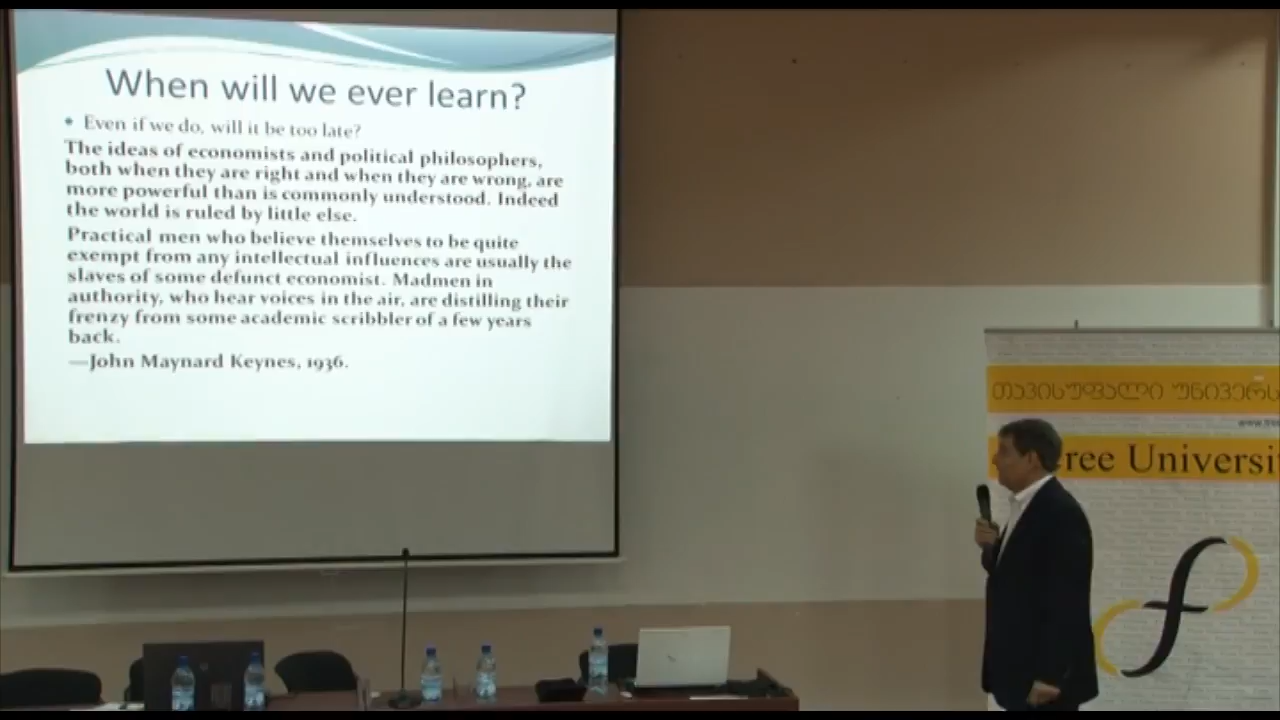 When will we ever learn?
Even if we do, will it be too late?
The ideas of economists and political philosophers,
both when they are right and when they are wrong, are
more powerful than is commonly understood. Indeed
the world is ruled by little else.
Practical men who believe themselves to be quite
exempt from any intellectual influences are usually the
slaves of some defunct economist. Madmen in
authority, who hear voices in the air, are distilling their
frenzy from some academic scribbler of a few years
back.
—John Maynard Keynes, 1936.
თავისუფალი უნივერს
ree Universi